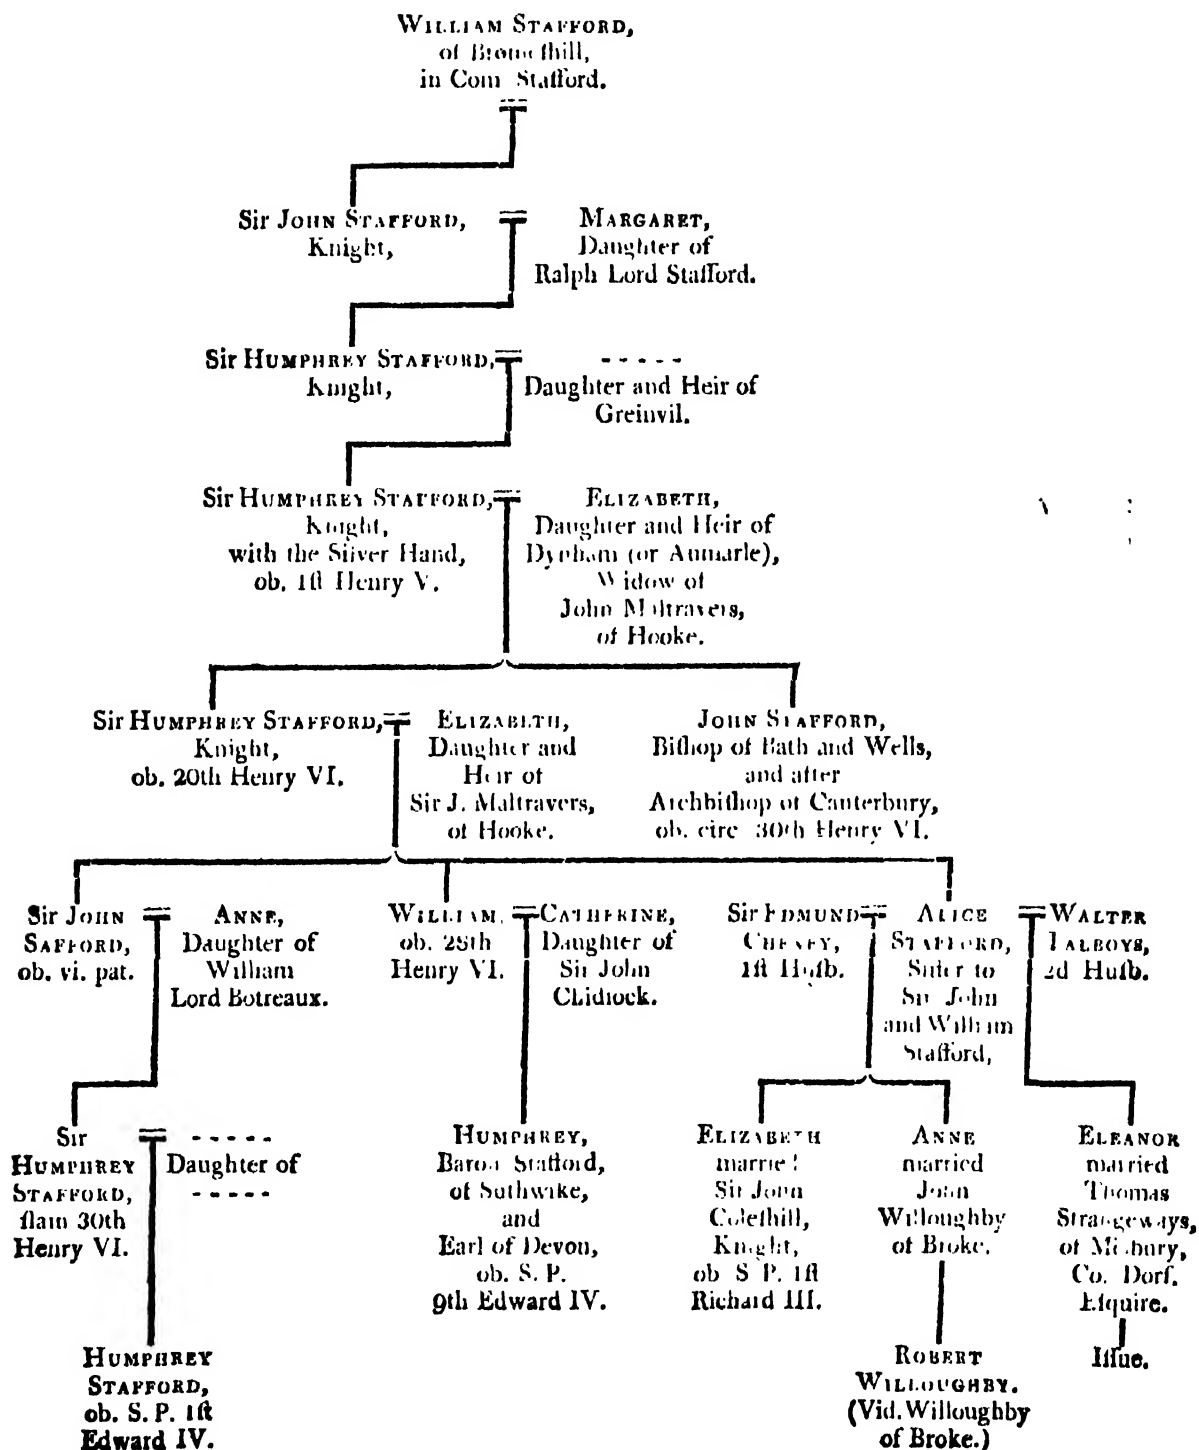 WILLIAM STAFFORD,
of Bromſhill,
in Com Stafford.
Sir JOHN STAFFORD,
Knight,
MARGARET,
Daughter of
Ralph Lord Stafford.
Sir HUMPHREY STAFFORD,
Knight,
- - - - -
Daughter and Heir of
Greinvil.
Sir HUMPHREY STAFFORD,
Knight,
with the Silver Hand,
ob. 1ſt Henry V.
ELIZABETH,
Daughter and Heir of
Dynham (or Aumarle),
Widow of
John Maltravers,
of Hooke.
Sir HUMPHREY STAFFORD,
Knight,
ob. 20th Henry VI.
ELIZABETH,
Daughter and
Heir of
Sir J. Maltravers,
of Hooke.
JOHN STAFFORD,
Biſhop of Bath and Wells,
and after
Archbiſhop of Canterbury,
ob. circ 30th Henry VI.
Sir JOHN
SAFFORD,
ob. vi. pat.
ANNE,
Daughter of
William
Lord Botreaux.
WILLIAM,
ob. 28th
Henry VI.
CATHERINE,
Daughter of
Sir John
Chidiock.
Sir EDMUND
CHENEY,
1ſt Huſb.
ALICE
STAFFORD,
Siſter to
Sir John
and William
Stafford,
WALTER
TALBOYS,
2d Huſb.
Sir
HUMPHREY
STAFFORD,
ſlain 30th
Henry VI.
- - - - -
Daughter of
- - - - -
HUMPHREY,
Baron Stafford,
of Suthwike,
and
Earl of Devon,
ob. S. P.
9th Edward IV.
ELIZABETH
married
Sir John
Coleſhill,
Knight,
ob S P. 1ſt
Richard III.
ANNE
married
John
Willoughby
of Broke.
ELEANOR
married
Thomas
Strangeways,
of Milbury,
Co. Dorſ.
Eſquire.
HUMPHREY
STAFFORD,
ob. S. P. 1ſt
Edward IV.
ROBERT
WILLOUGHBY.
(Vid. Willoughby
of Broke.)
Iſſue.